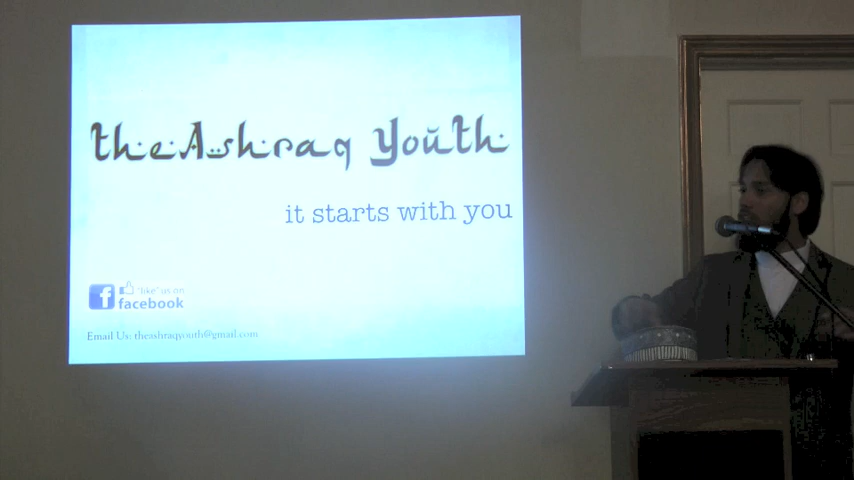 theAshraq Youth
it starts with you
"like" us on
facebook
Email Us: theashraqyouth@gmail.com